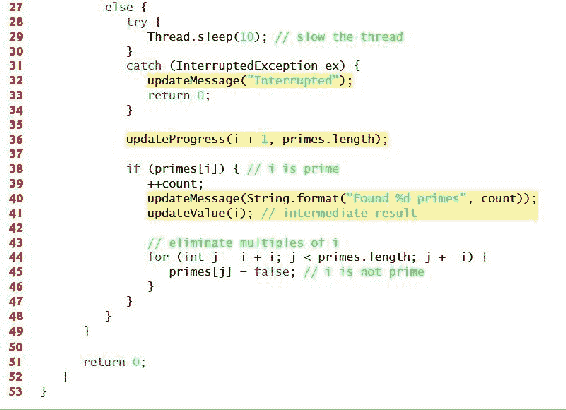 27 else {
28 try {
29 Thread.sleep(10); // slow the thread
30 }
31 catch (InterruptedException ex) {
32 updateMessage("Interrupted");
33 return 0;
34 }
35
36 updateProgress(i + 1, primes.length);
37
38 if (primes[i]) { // i is prime
39 ++count;
40 updateMessage(String.format("Found %d primes", count));
41 updateValue(i); // intermediate result
42
43 // eliminate multiples of i
44 for (int j = i + i; j < primes.length; j += i) {
45 primes[j] = false; // i is not prime
46 }
47 }
48 }
49 }
50
51 return 0;
52 }
53 }